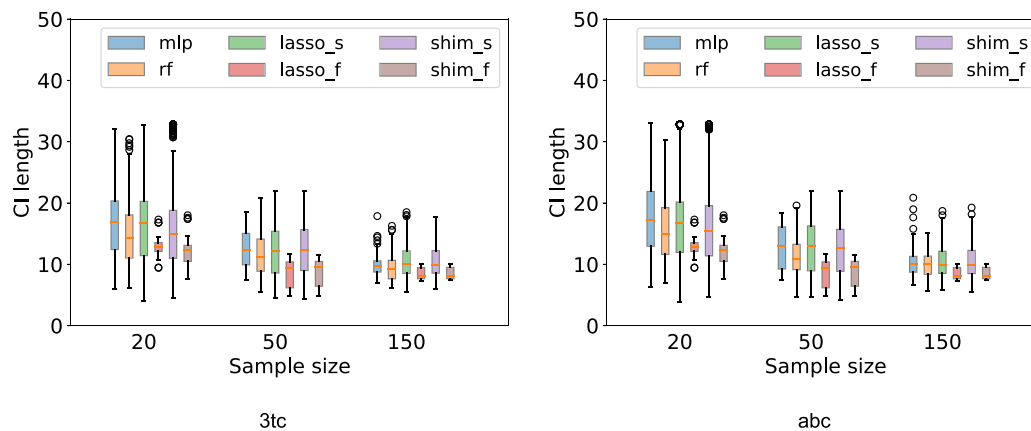 50
40
30
20
10
0
CI length
mlp
rf
lasso_s
lasso_f
shim_s
shim_f
20
50
150
Sample size
3tc
50
40
30
20
10
0
CI length
mlp
rf
lasso_s
lasso_f
shim_s
shim_f
20
50
150
Sample size
abc